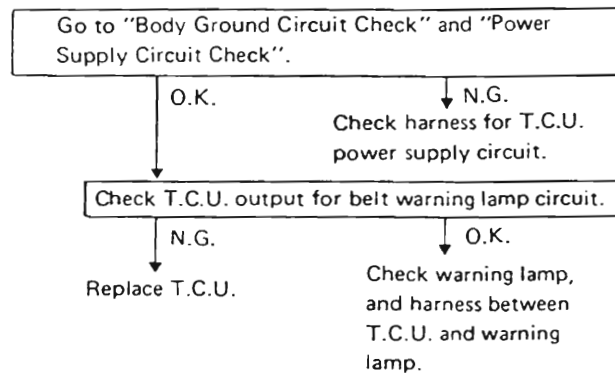 Go to "Body Ground Circuit Check" and "Power
Supply Circuit Check".
O.K.
N.G.
Check harness for T.C.U.
power supply circuit.
Check T.C.U. output for belt warning lamp circuit.
N.G.
O.K.
Replace T.C.U.
Check warning lamp,
and harness between
T.C.U. and warning
lamp.